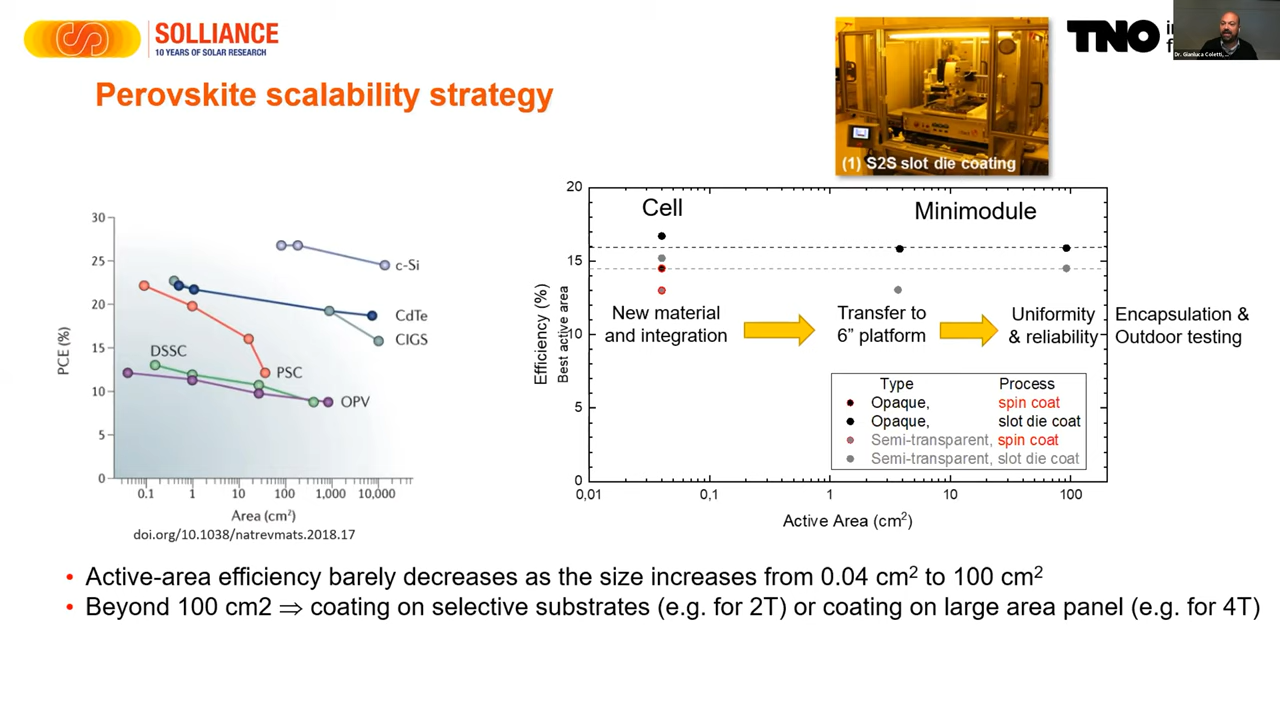 SOLLIANCE
10 YEARS OF SOLAR RESEARCH
TNO
Dr. Gianluca Coletti, ...
Perovskite scalability strategy
(1) S2S slot die coating
30
25
20
15
10
5
0
PCE (%)
c-Si
CdTe
CIGS
DSSC
PSC
OPV
0.1
1
10
100
1,000
10,000
Area (cm²)
doi.org/10.1038/natrevmats.2018.17
20
15
10
5
0
Efficiency (%)
Best active area
Cell
Minimodule
New material
and integration
Transfer to
6” platform
Uniformity
& reliability
Encapsulation &
Outdoor testing
Type Process
Opaque, spin coat
Opaque, slot die coat
Semi-transparent, spin coat
Semi-transparent, slot die coat
0,01
0,1
1
10
100
Active Area (cm²)
• Active-area efficiency barely decreases as the size increases from 0.04 cm² to 100 cm²
• Beyond 100 cm2 ⇒ coating on selective substrates (e.g. for 2T) or coating on large area panel (e.g. for 4T)